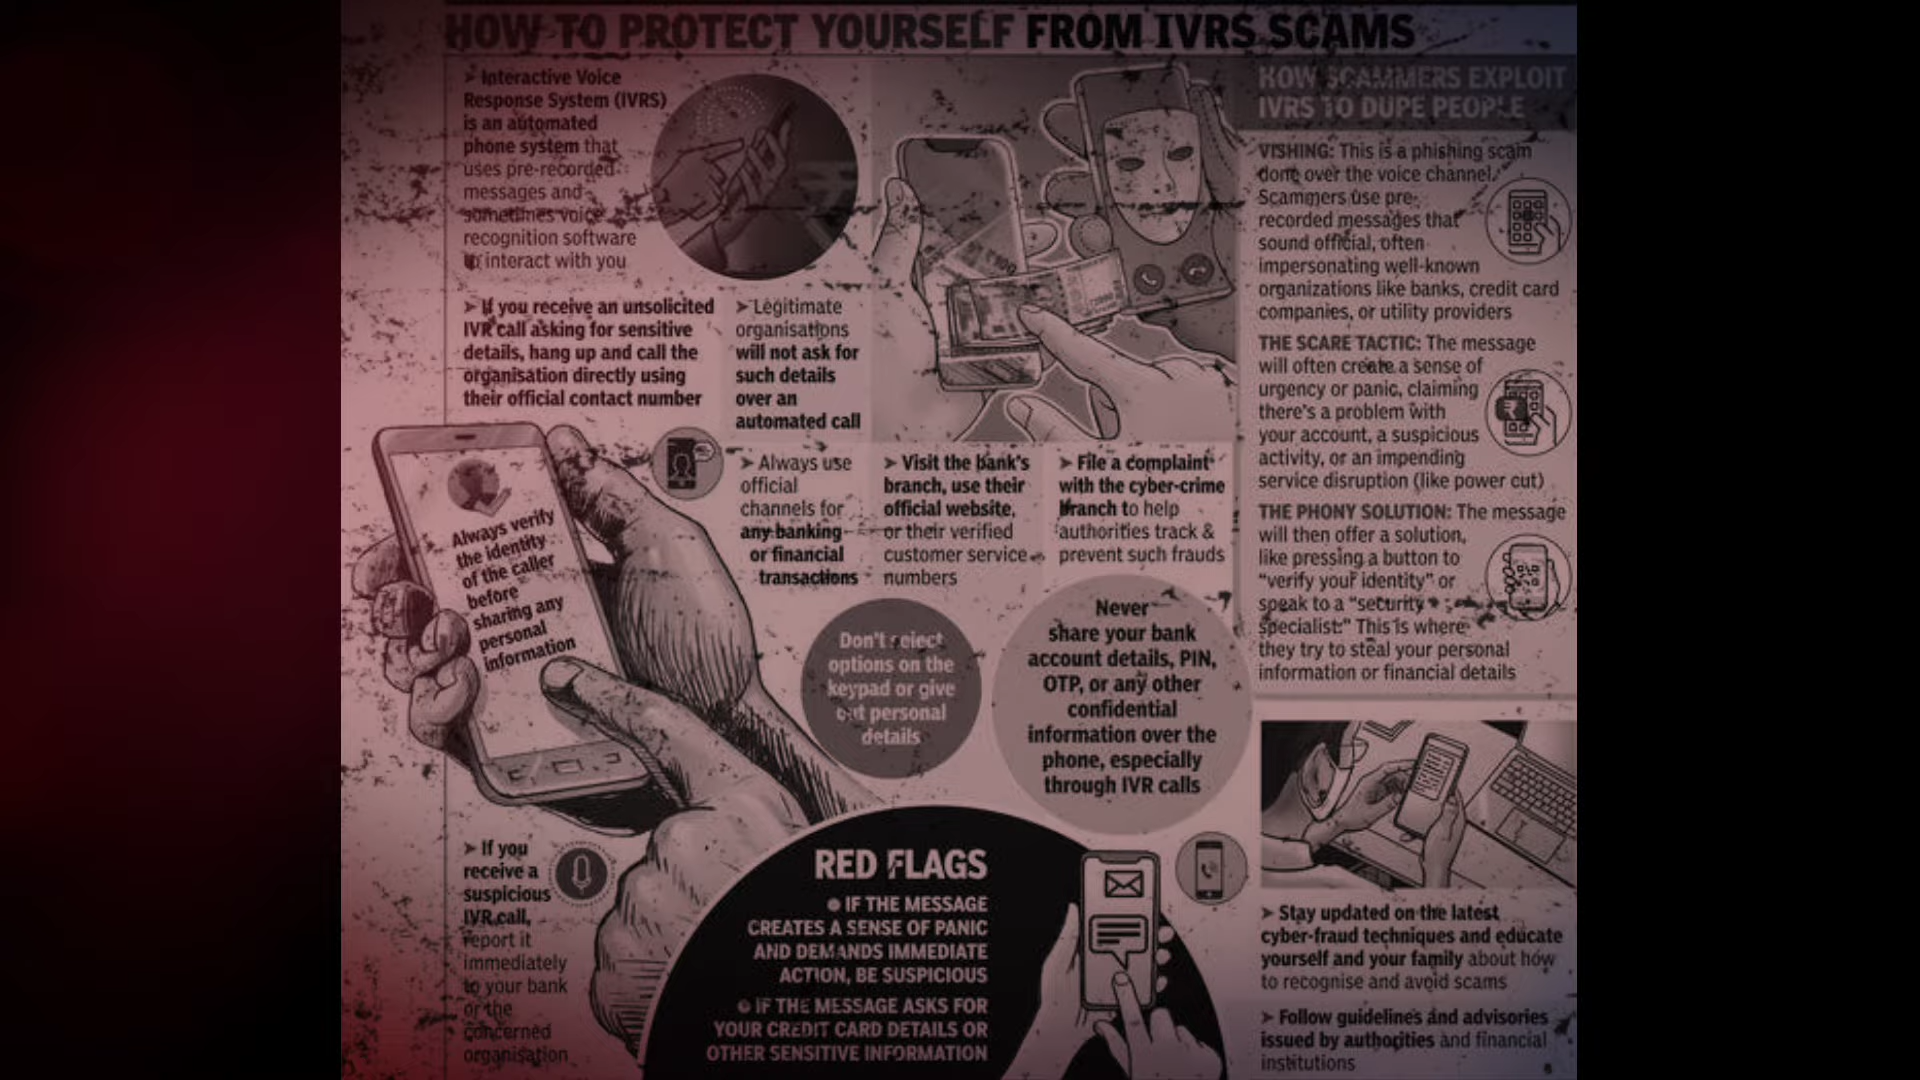 HOW TO PROTECT YOURSELF FROM IVRS SCAMS
➤ Interactive Voice
Response System (IVRS)
is an automated
phone system that
uses pre-recorded
messages and
sometimes voice
recognition software
to interact with you
➤ If you receive an unsolicited
IVR call asking for sensitive
details, hang up and call the
organisation directly using
their official contact number
➤ Legitimate
organisations
will not ask for
such details
over an
automated call
₹100
Always verify
the identity
of the caller
before
sharing any
personal
information
➤ Always use
official
channels for
any banking
or financial
transactions
➤ Visit the bank's
branch, use their
official website,
or their verified
customer service
numbers
➤ File a complaint
with the cyber-crime
branch to help
authorities track &
prevent such frauds
Don't select
options on the
keypad or give
out personal
details
Never
share your bank
account details, PIN,
OTP, or any other
confidential
information over the
phone, especially
through IVR calls
➤ If you
receive a
suspicious
IVR call,
report it
immediately
to your bank
or the
concerned
organisation
RED FLAGS
● IF THE MESSAGE
CREATES A SENSE OF PANIC
AND DEMANDS IMMEDIATE
ACTION, BE SUSPICIOUS
● IF THE MESSAGE ASKS FOR
YOUR CREDIT CARD DETAILS OR
OTHER SENSITIVE INFORMATION
HOW SCAMMERS EXPLOIT
IVRS TO DUPE PEOPLE
VISHING: This is a phishing scam
done over the voice channel.
Scammers use pre-
recorded messages that
sound official, often
impersonating well-known
organizations like banks, credit card
companies, or utility providers
THE SCARE TACTIC: The message
will often create a sense of
urgency or panic, claiming
there's a problem with
your account, a suspicious
activity, or an impending
service disruption (like power cut)
THE PHONY SOLUTION: The message
will then offer a solution,
like pressing a button to
"verify your identity" or
speak to a "security
specialist." This is where
they try to steal your personal
information or financial details
➤ Stay updated on the latest
cyber-fraud techniques and educate
yourself and your family about how
to recognise and avoid scams
➤ Follow guidelines and advisories
issued by authorities and financial
institutions